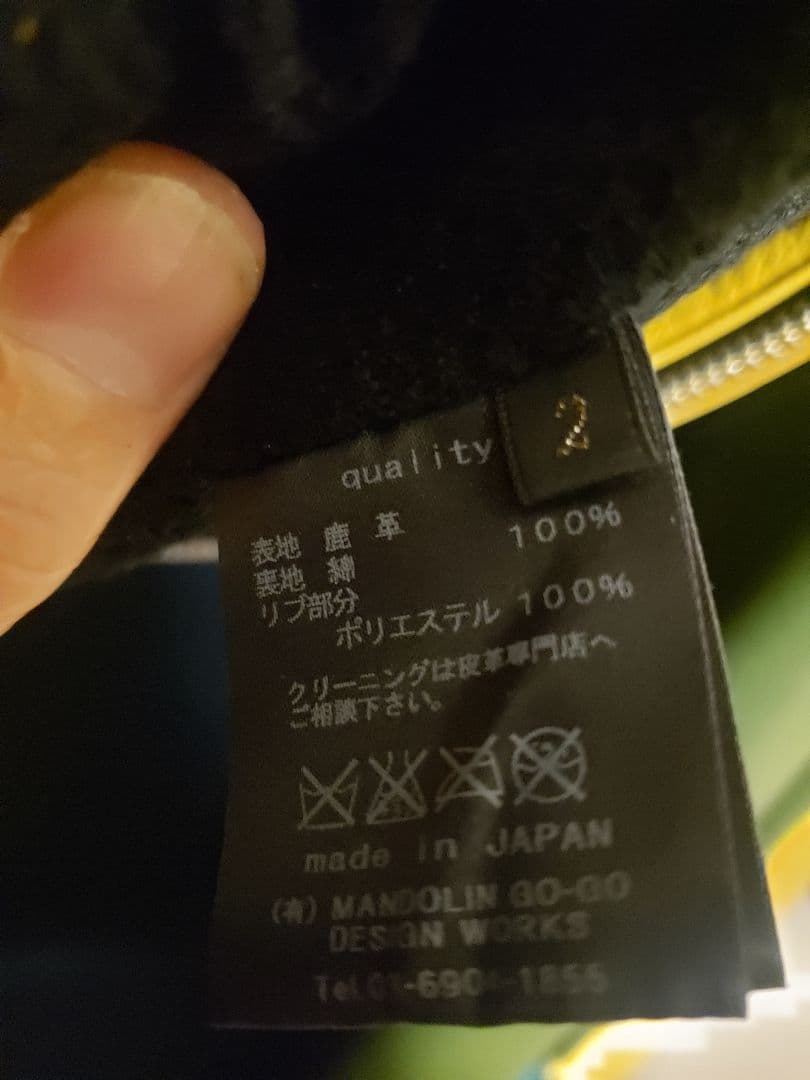 2
quality
表地 鹿 革 100%
裏地 綿
リブ部分
ポリエステル 100%
クリーニングは皮革専門店へ
ご相談下さい。
made in JAPAN
(有) MANDOLIN GO-GO
DESIGN WORKS